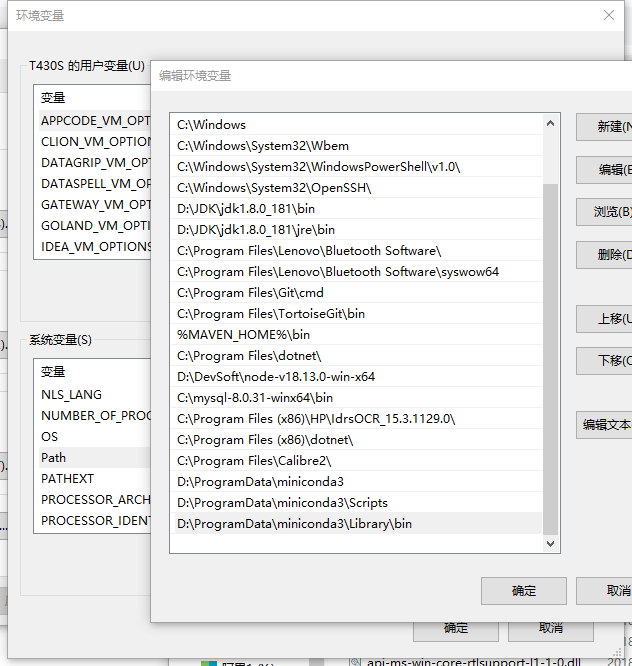 环境变量
T430S 的用户变量(U)
变量
APPCODE_VM_OPT
CLION_VM_OPTION
DATAGRIP_VM_OPT
DATASPELL_VM_OPT
GATEWAY_VM_OPT
GOLAND_VM_OPTI
IDEA_VM_OPTIONS
系统变量(S)
变量
NLS_LANG
NUMBER_OF_PROC
OS
Path
PATHEXT
PROCESSOR_ARCH
PROCESSOR_IDENT
编辑环境变量
C:\Windows
C:\Windows\System32\Wbem
C:\Windows\System32\WindowsPowerShell\v1.0\
C:\Windows\System32\OpenSSH\
D:\JDK\jdk1.8.0_181\bin
D:\JDK\jdk1.8.0_181\jre\bin
C:\Program Files\Lenovo\Bluetooth Software\
C:\Program Files\Lenovo\Bluetooth Software\syswow64
C:\Program Files\Git\cmd
C:\Program Files\TortoiseGit\bin
%MAVEN_HOME%\bin
C:\Program Files\dotnet\
D:\DevSoft\node-v18.13.0-win-x64
C:\mysql-8.0.31-winx64\bin
C:\Program Files (x86)\HP\IdrsOCR_15.3.1129.0\
C:\Program Files (x86)\dotnet\
C:\Program Files\Calibre2\
D:\ProgramData\miniconda3
D:\ProgramData\miniconda3\Scripts
D:\ProgramData\miniconda3\Library\bin
新建(N
编辑(E
浏览(B)
删除(D
上移(U
下移(O
编辑文本
确定
取消
确定
取消
api-ms-win-core-rtlsupport-l1-1-0.dll
2018